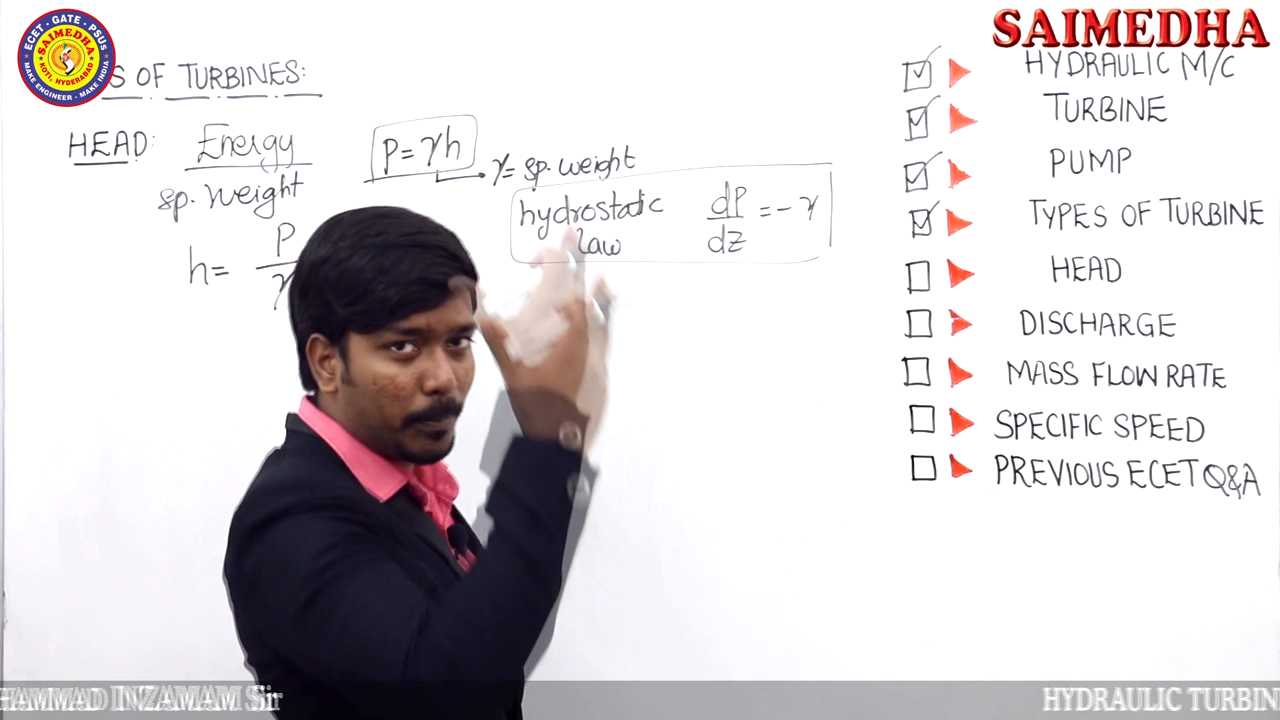 ECET - GATE - PSUS
SAIMEDHA
KOTI, HYDERABAD
MAKE ENGINEER - MAKE INDIA
S OF TURBINES:
HEAD: Energy
sp. weight
h = P
γ
P = γh
γ = sp. weight
hydrostatic law dP/dz = -γ
SAIMEDHA
HYDRAULIC M/C
TURBINE
PUMP
TYPES OF TURBINE
HEAD
DISCHARGE
MASS FLOW RATE
SPECIFIC SPEED
PREVIOUS ECET Q&A
HAMMAD INZAMAM Sir
HYDRAULIC TURBIN